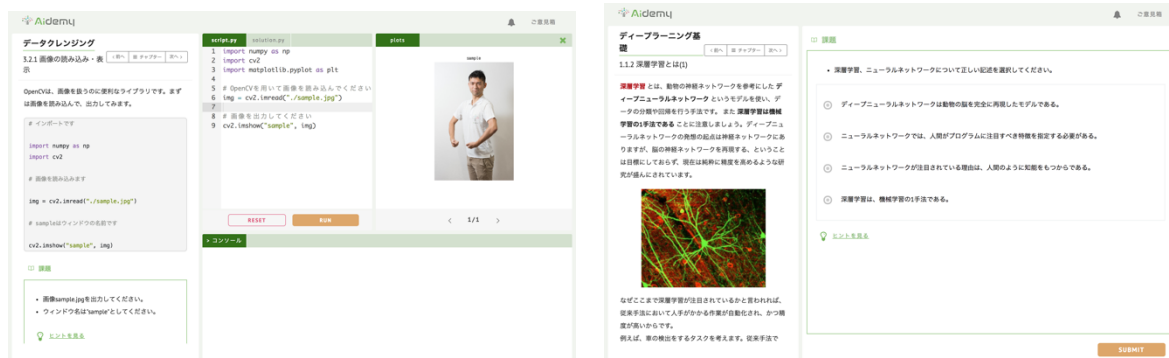 Aidemy
ご意見箱
データクレンジング
3.2.1 画像の読み込み・表示
<前へ
チャプター
次へ>
OpenCVは、画像を扱うのに便利なライブラリです。まず
は画像を読み込んで、出力してみます。
# インポートです
import numpy as np
import cv2
# 画像を読み込みます
img = cv2.imread("./sample.jpg")
# sampleはウィンドウの名前です
cv2.imshow("sample", img)
課題
• 画像sample.jpgを出力してください。
• ウィンドウ名は"sample"としてください。
ヒントを見る
script.py
solution.py
1 import numpy as np
2 import cv2
3 import matplotlib.pyplot as plt
4
5 # OpenCVを用いて画像を読み込んでください
6 img = cv2.imread("./sample.jpg")
7
8 # 画像を出力してください
9 cv2.imshow("sample", img)
RESET
RUN
plots
sample
< 1/1 >
> コンソール
Aidemy
ご意見箱
ディープラーニング基
礎
<前へ
チャプター
次へ>
1.1.2 深層学習とは(1)
深層学習 とは、動物の神経ネットワークを参考にした デ
ィープニューラルネットワーク というモデルを使い、デ
ータの分類や回帰を行う手法です。また 深層学習は機械
学習の1手法である ことに注意しましょう。ディープニュ
ーラルネットワークの発想の起点は神経ネットワークにあ
りますが、脳の神経ネットワークを再現する、ということ
は目標にしておらず、現在は純粋に精度を高めるような研
究が盛んにされています。
なぜここまで深層学習が注目されているかと言われれば、
従来手法において人手がかかる作業が自動化され、かつ精
度が高いからです。
例えば、車の検出をするタスクを考えます。従来手法で
課題
• 深層学習、ニューラルネットワークについて正しい記述を選択してください。
ディープニューラルネットワークは動物の脳を完全に再現したモデルである。
ニューラルネットワークでは、人間がプログラムに注目すべき特徴を指定する必要がある。
ニューラルネットワークが注目されている理由は、人間のように知能をもつからである。
深層学習は、機械学習の1手法である。
ヒントを見る
SUBMIT